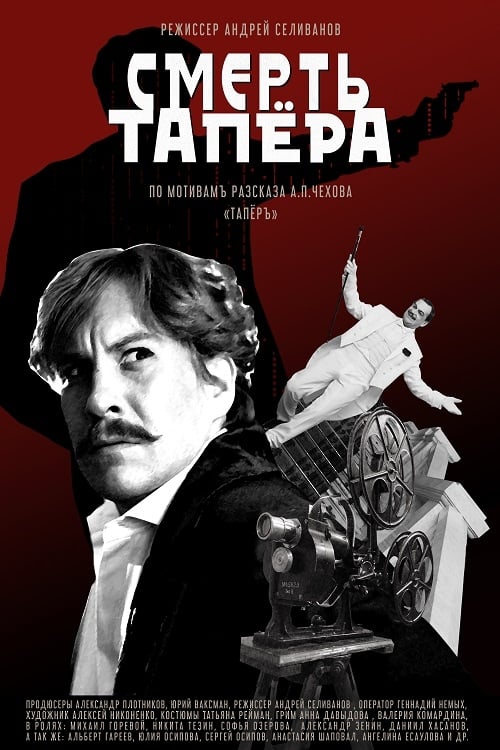 РЕЖИССЕР АНДРЕЙ СЕЛИВАНОВ
СМЕРТЬ
ТАПЁРА
ПО МОТИВАМЪ РАЗСКАЗА А.П.ЧЕХОВА
«ТАПЁРЪ»
ПРОДЮСЕРЫ АЛЕКСАНДР ПЛОТНИКОВ, ЮРИЙ ВАКСМАН, РЕЖИССЕР АНДРЕЙ СЕЛИВАНОВ , ОПЕРАТОР ГЕННАДИЙ НЕМЫХ,
ХУДОЖНИК АЛЕКСЕЙ НИКОНЕНКО, КОСТЮМЫ ТАТЬЯНА РЕЙМАН, ГРИМ АННА ДАВЫДОВА , ВАЛЕРИЯ КОМАРДИНА,
В РОЛЯХ: МИХАИЛ ГОРЕВОЙ, НИКИТА ТЕЗИН, СОФЬЯ ОЗЕРОВА, АЛЕКСАНДР ЗЕНИН, ДАНИИЛ ХАСАНОВ,
А ТАК ЖЕ: АЛЬБЕРТ ГАРЕЕВ, ЮЛИЯ ОСИПОВА, СЕРГЕЙ ОСИПОВ, АНАСТАСИЯ ШАПОВАЛ, АНГЕЛИНА ЕСАУЛОВА И ДР.